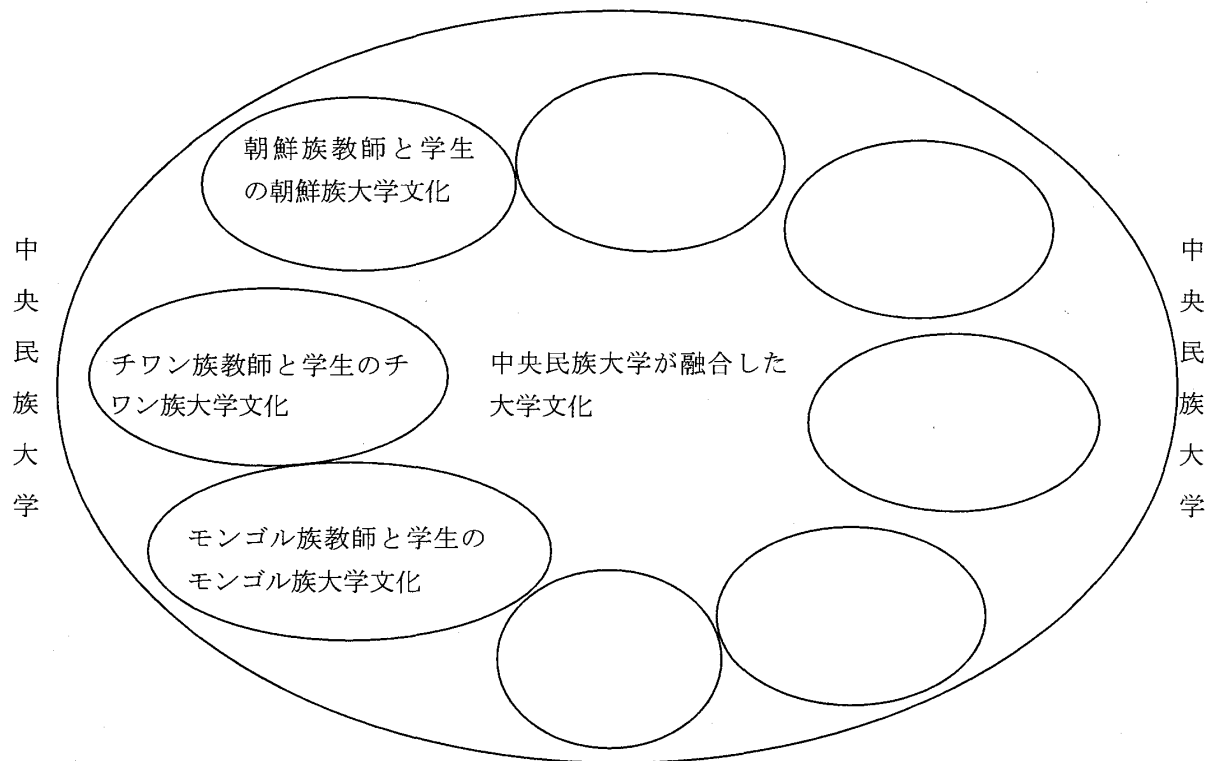 朝鮮族教師と学生
の朝鮮族大学文化
中央民族大学
チワン族教師と学生のチ
ワン族大学文化
中央民族大学が融合した
大学文化
中央民族大学
モンゴル族教師と学生の
モンゴル族大学文化